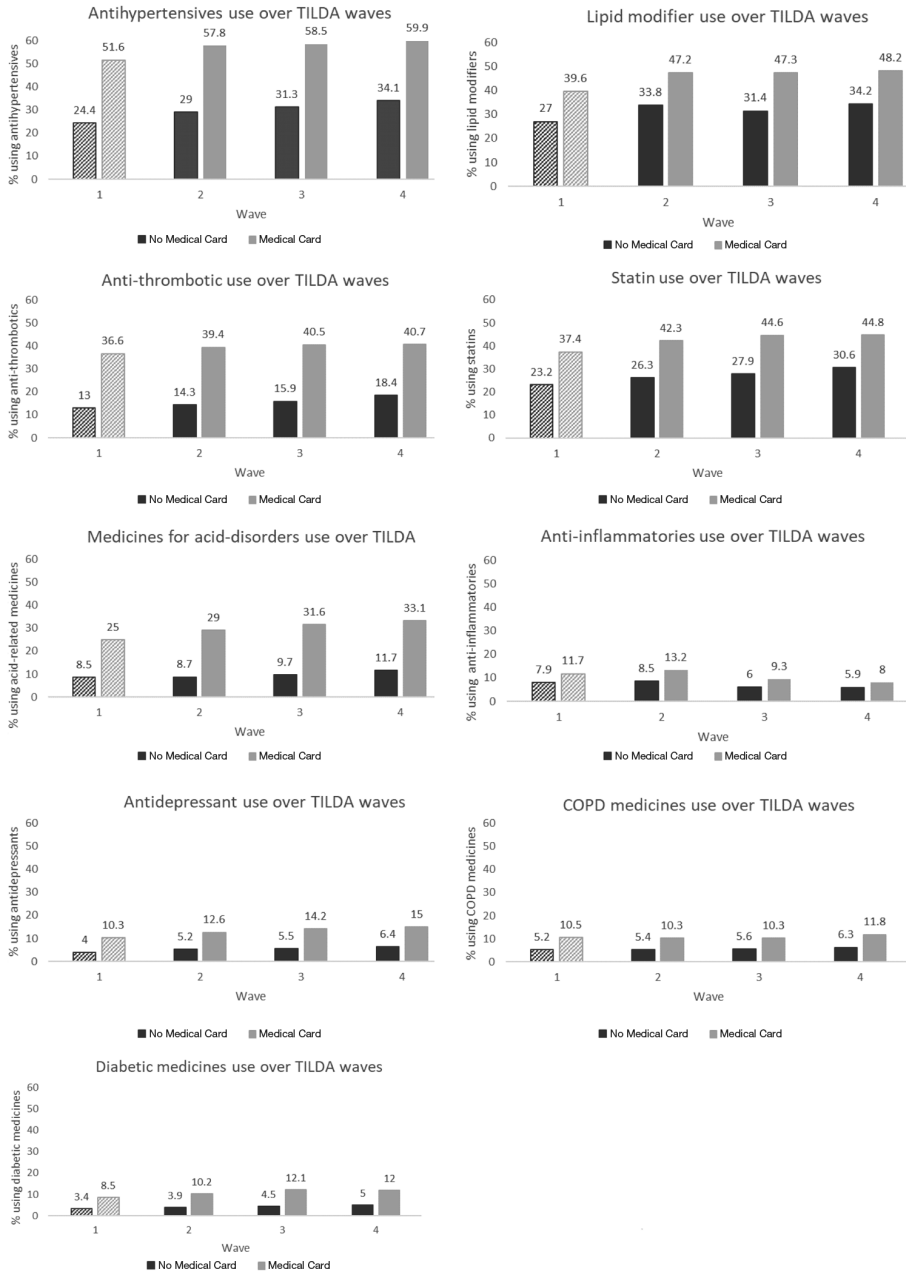 Antihypertensives use over TILDA waves
% using antihypertensives
60
50
40
30
20
10
0
24.4 51.6 29 57.8 31.3 58.5 34.1 59.9
1 2 3 4
Wave
No Medical Card Medical Card
Lipid modifier use over TILDA waves
% using lipid modifiers
60
50
40
30
20
10
0
27 39.6 33.8 47.2 31.4 47.3 34.2 48.2
1 2 3 4
Wave
No Medical Card Medical Card
Anti-thrombotic use over TILDA waves
% using anti-thrombotics
60
50
40
30
20
10
0
13 36.6 14.3 39.4 15.9 40.5 18.4 40.7
1 2 3 4
Wave
No Medical Card Medical Card
Statin use over TILDA waves
% using statins
60
50
40
30
20
10
0
23.2 37.4 26.3 42.3 27.9 44.6 30.6 44.8
1 2 3 4
Wave
No Medical Card Medical Card
Medicines for acid-disorders use over TILDA
% using acid-related medicines
60
50
40
30
20
10
0
8.5 25 8.7 29 9.7 31.6 11.7 33.1
1 2 3 4
Wave
No Medical Card Medical Card
Anti-inflammatories use over TILDA waves
% using anti-inflammatories
60
50
40
30
20
10
0
7.9 11.7 8.5 13.2 6 9.3 5.9 8
1 2 3 4
Wave
No Medical Card Medical Card
Antidepressant use over TILDA waves
% using antidepressants
60
50
40
30
20
10
0
4 10.3 5.2 12.6 5.5 14.2 6.4 15
1 2 3 4
Wave
No Medical Card Medical Card
COPD medicines use over TILDA waves
% using COPD medicines
60
50
40
30
20
10
0
5.2 10.5 5.4 10.3 5.6 10.3 6.3 11.8
1 2 3 4
Wave
No Medical Card Medical Card
Diabetic medicines use over TILDA waves
% using diabetic medicines
60
50
40
30
20
10
0
3.4 8.5 3.9 10.2 4.5 12.1 5 12
1 2 3 4
Wave
No Medical Card Medical Card